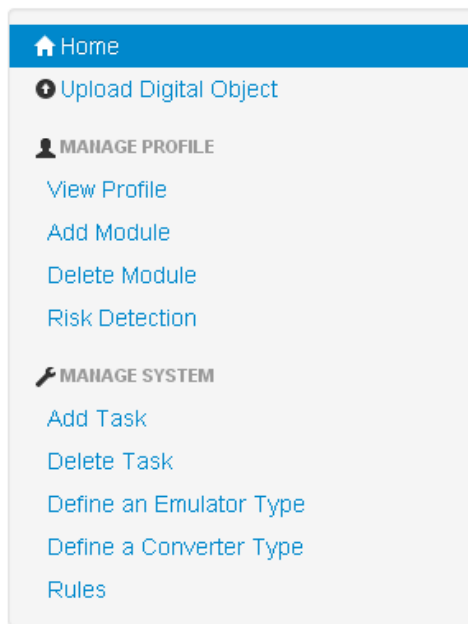 Home
Upload Digital Object
MANAGE PROFILE
View Profile
Add Module
Delete Module
Risk Detection
MANAGE SYSTEM
Add Task
Delete Task
Define an Emulator Type
Define a Converter Type
Rules